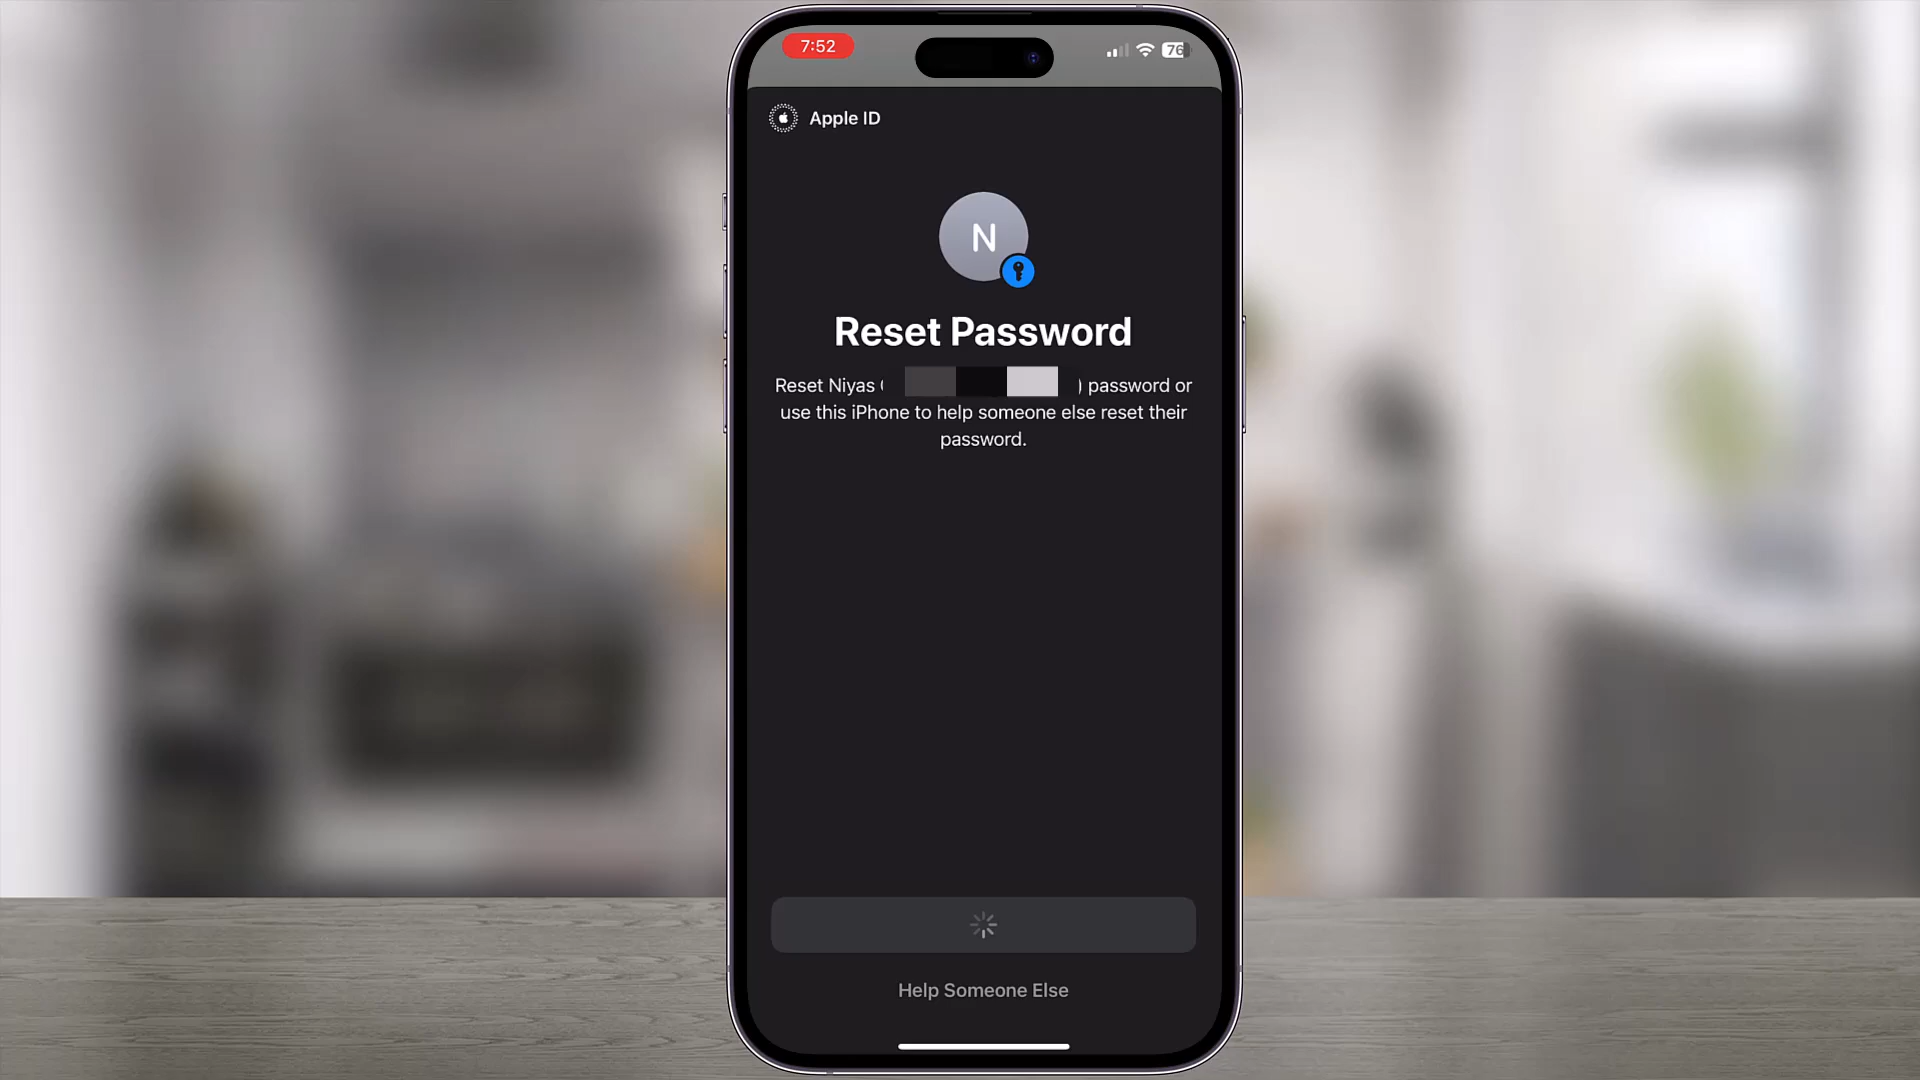 7:52
76
Apple ID
N
Reset Password
Reset Niyas ( ) password or
use this iPhone to help someone else reset their
password.
Help Someone Else